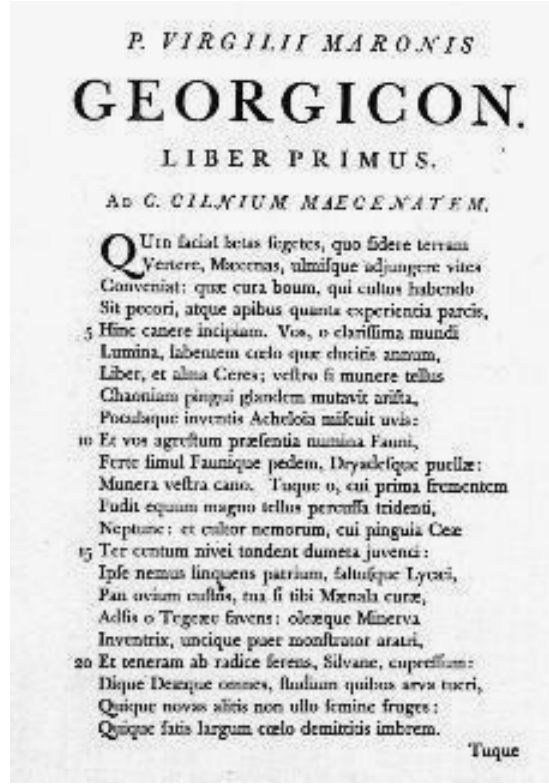 P. VIRGILII MARONIS
GEORGICON.
LIBER PRIMUS.
AD C. CILNIUM MAECENATEM.
QUID faciat lætas ſegetes, quo ſidere terram
Vertere, Mæcenas, ulmiſque adjungere vites
Conveniat: quæ cura boum, qui cultus habendo
Sit pecori, atque apibus quanta experientia parcis,
5 Hinc canere incipiam. Vos, o clariſſima mundi
Lumina, labentem cœlo quæ ducitis annum,
Liber, et alma Ceres; veſtro ſi munere tellus
Chaoniam pingui glandem mutavit ariſta,
Poculaque inventis Acheloia miſcuit uvis:
10 Et vos agreſtum præſentia numina Fauni,
Ferte ſimul Faunique pedem, Dryadeſque puellæ:
Munera veſtra cano. Tuque o, cui prima frementem
Fudit equum magno tellus percuſſa tridenti,
Neptune: et cultor nemorum, cui pinguia Ceæ
15 Ter centum nivei tondent dumeta juvenci:
Ipſe nemus linquens patrium, ſaltuſque Lycæi,
Pan ovium cuſtos, tua ſi tibi Mænala curæ,
Adſis o Tegeæe favens: oleæque Minerva
Inventrix, uncique puer monſtrator aratri,
20 Et teneram ab radice ferens, Silvane, cupreſſum:
Dique Deæque omnes, ſtudium quibus arva tueri,
Quique novas alitis non ullo ſemine fruges:
Quique ſatis largum cœlo demittitis imbrem.
Tuque